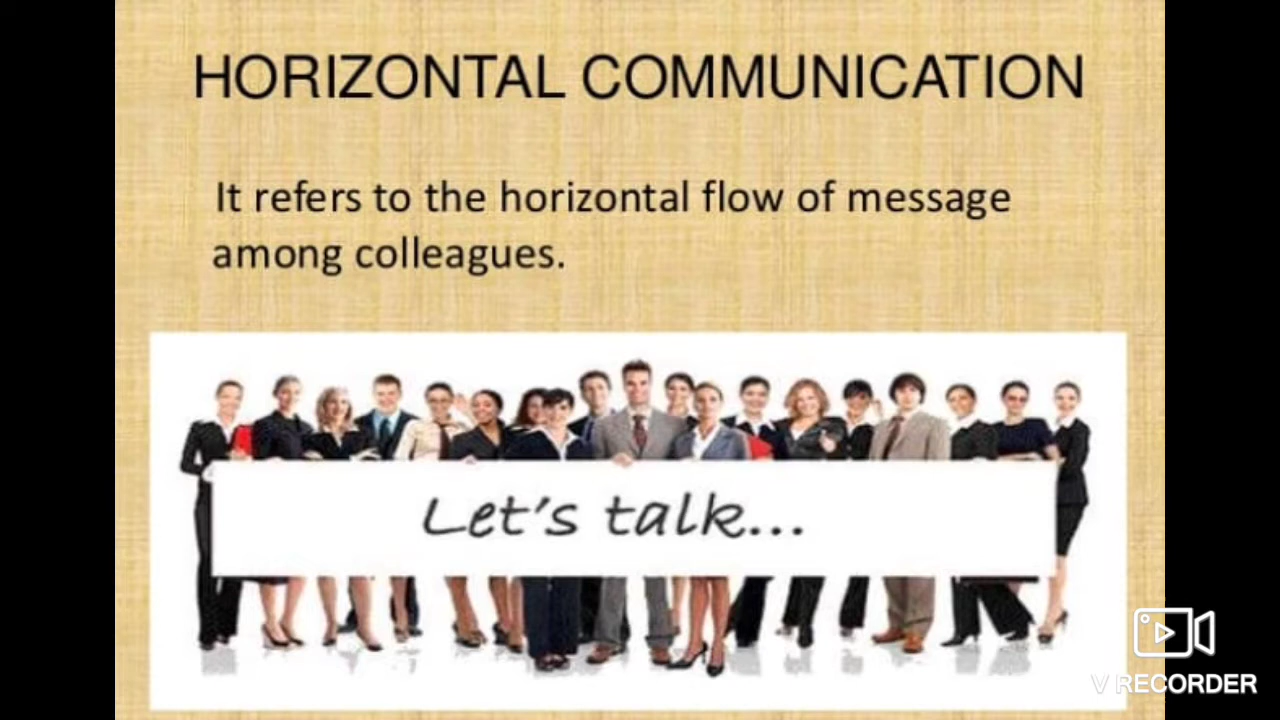 HORIZONTAL COMMUNICATION
It refers to the horizontal flow of message
among colleagues.
Let's talk...
V RECORDER